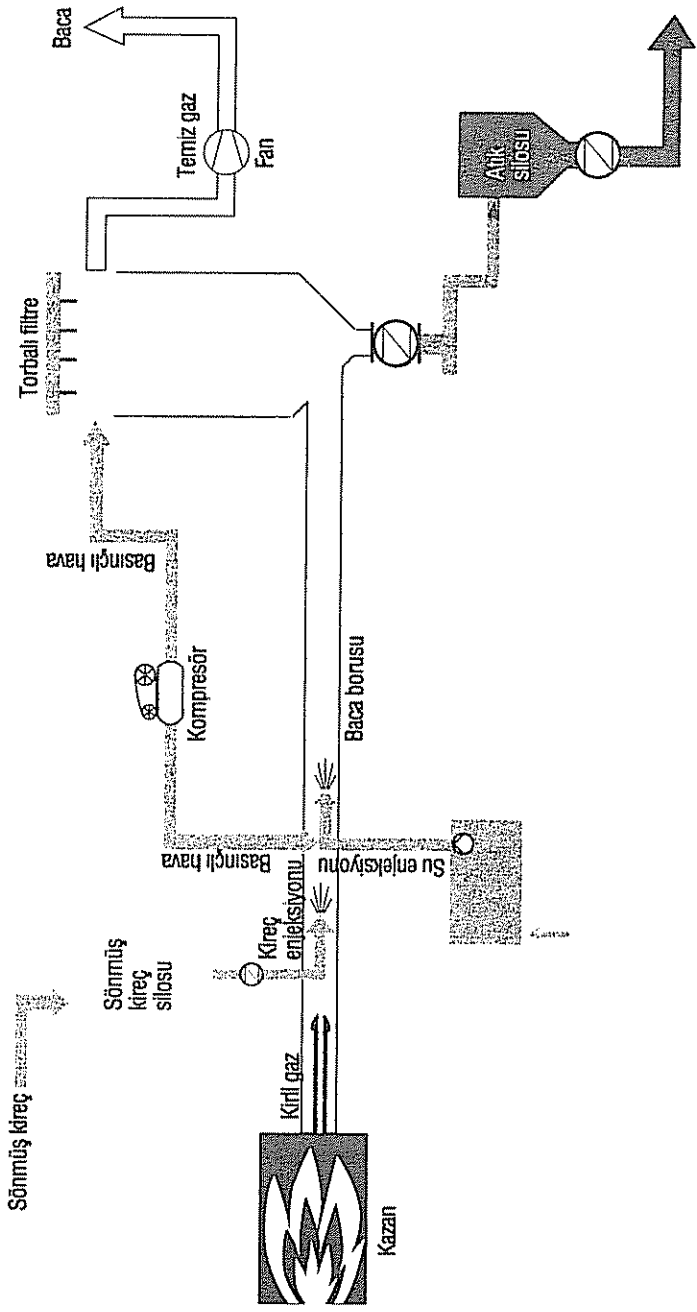 Sönmüş kireç
Sönmüş
kireç
silosu
Kireç
enjeksiyonu
Kirli gaz
Kazan
Basınçlı hava
Su enjeksiyonu
Kompresör
Basınçlı hava
Baca borusu
Torbalı filtre
Temiz gaz
Fan
Baca
Atık
silosu